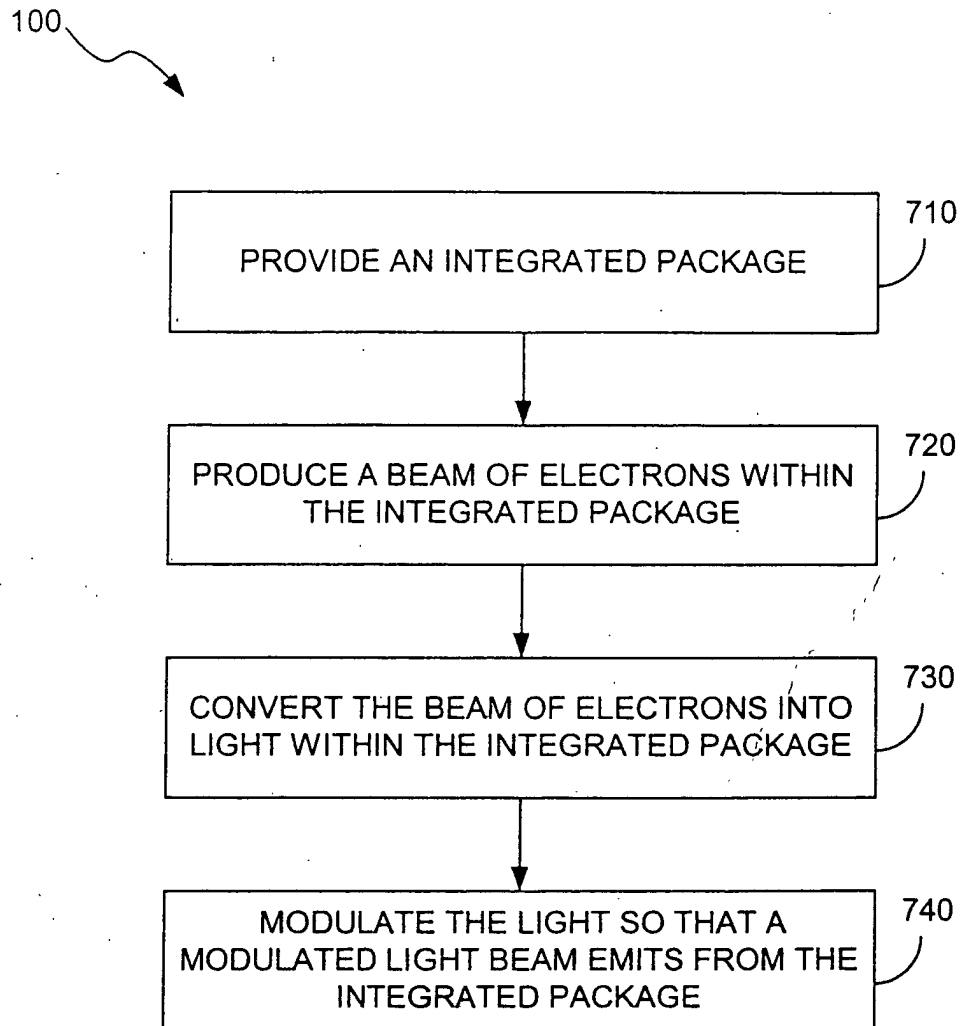 100
710
PROVIDE AN INTEGRATED PACKAGE
720
PRODUCE A BEAM OF ELECTRONS WITHIN
THE INTEGRATED PACKAGE
730
CONVERT THE BEAM OF ELECTRONS INTO
LIGHT WITHIN THE INTEGRATED PACKAGE
740
MODULATE THE LIGHT SO THAT A
MODULATED LIGHT BEAM EMITS FROM THE
INTEGRATED PACKAGE